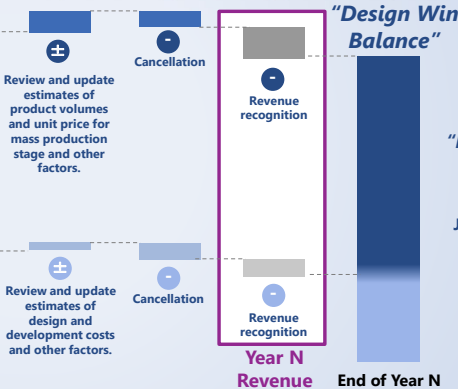 “Design Win
Balance”
±
-
Cancellation
-
Review and update
estimates of
product volumes
and unit price for
mass production
stage and other
factors.
Revenue
recognition
±
-
Cancellation
-
Review and update
estimates of
design and
development costs
and other factors.
Revenue
recognition
Year N
Revenue
End of Year N